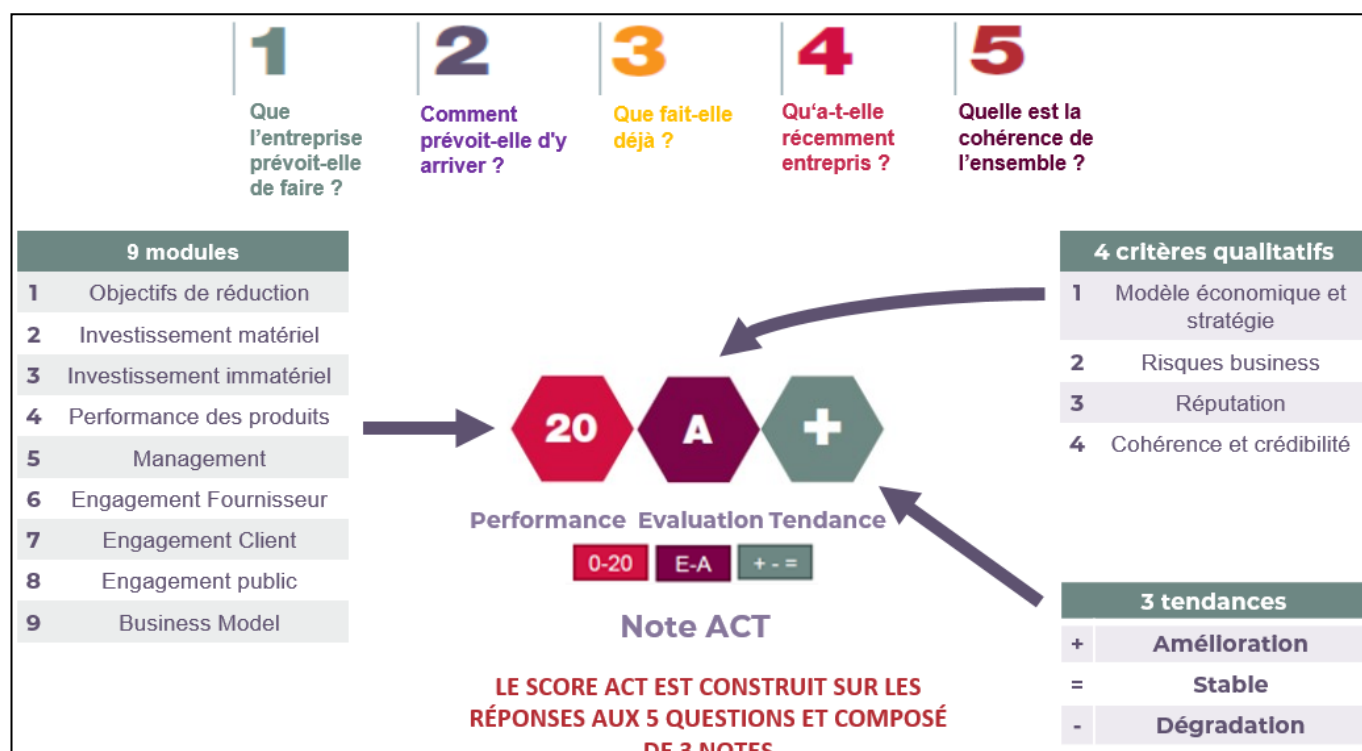 1
2
3
4
5
Que
l'entreprise
prévoit-elle
de faire ?
Comment
prévoit-elle d'y
arriver ?
Que fait-elle
déjà ?
Qu'a-t-elle
récemment
entrepris ?
Quelle est la
cohérence de
l'ensemble ?
9 modules
1 Objectifs de réduction
2 Investissement matériel
3 Investissement immatériel
4 Performance des produits
5 Management
6 Engagement Fournisseur
7 Engagement Client
8 Engagement public
9 Business Model
20 A +
Performance Evaluation Tendance
0-20 E-A + - =
Note ACT
LE SCORE ACT EST CONSTRUIT SUR LES
RÉPONSES AUX 5 QUESTIONS ET COMPOSÉ
DE 3 NOTES
4 critères qualitatifs
1 Modèle économique et
stratégie
2 Risques business
3 Réputation
4 Cohérence et crédibilité
3 tendances
+ Amélioration
= Stable
- Dégradation